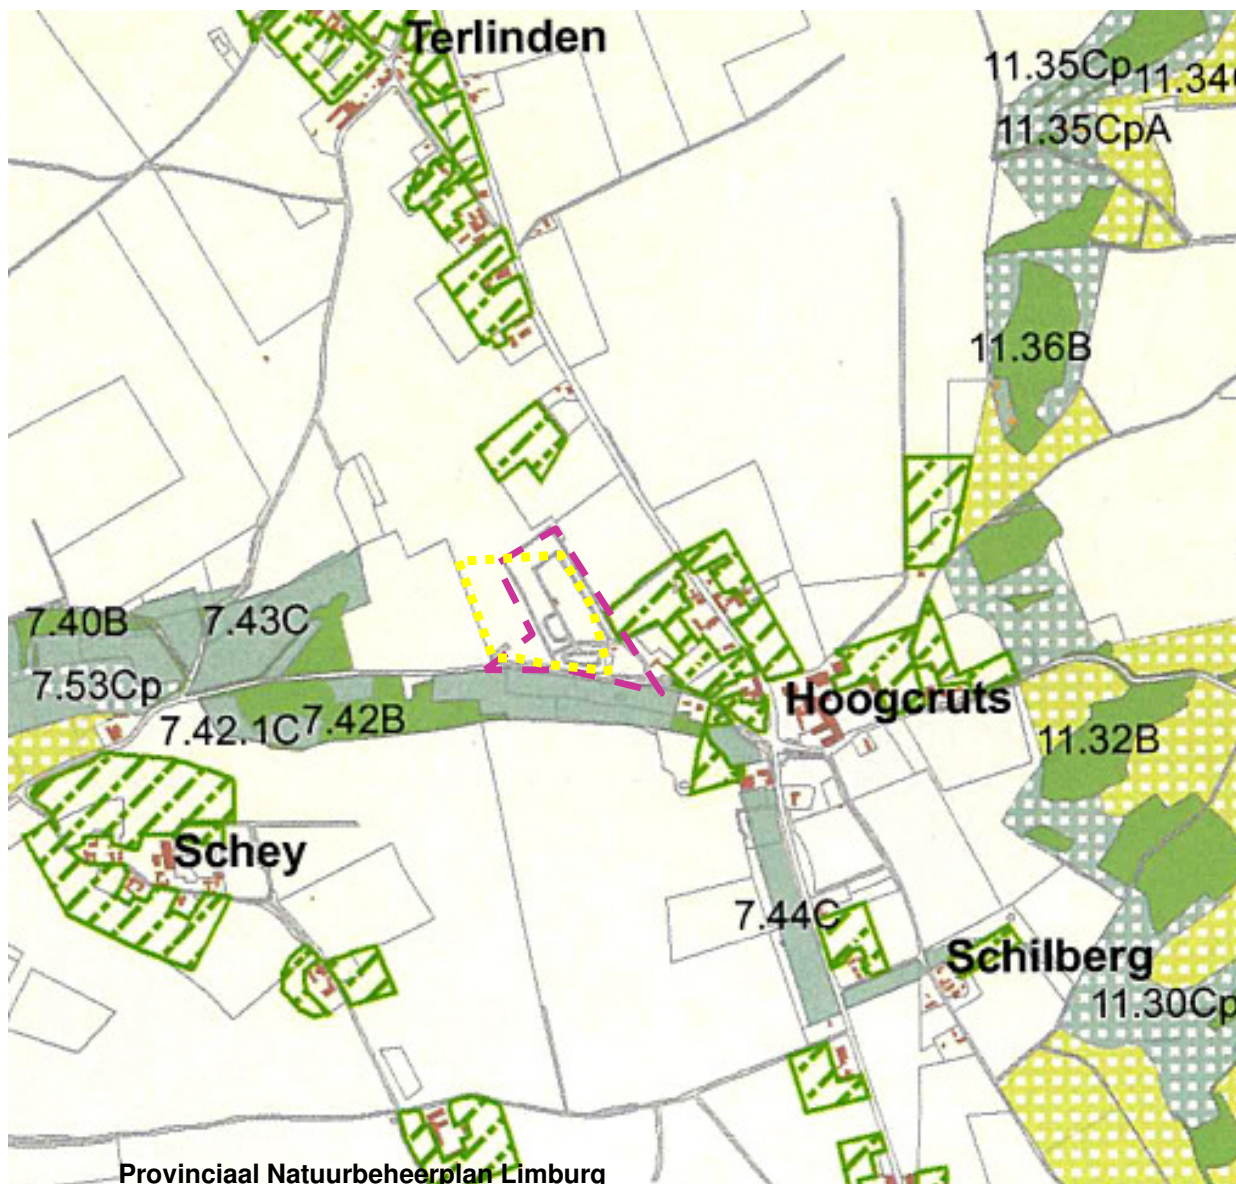 Terlinden
11.35Cp
11.34
11.35CpA
11.36B
7.40B
7.43C
7.53Cp
7.42.1C
7.42B
Hoogcruts
11.32B
Schey
7.44C
Schilberg
11.30Cp
Provinciaal Natuurbeheerplan Limburg